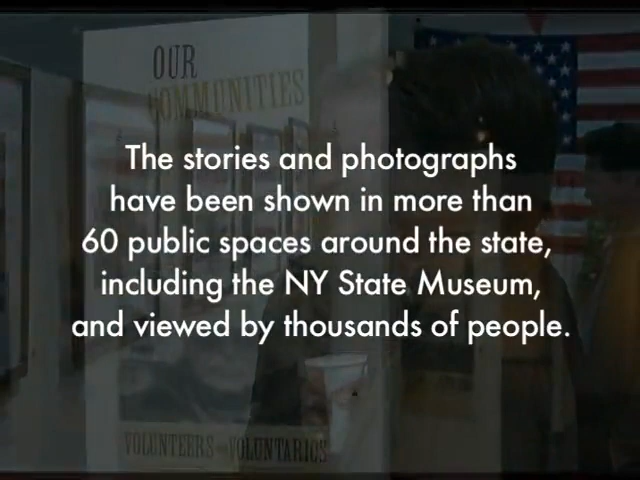 OUR
COMMUNITIES
The stories and photographs
have been shown in more than
60 public spaces around the state,
including the NY State Museum,
and viewed by thousands of people.
VOLUNTEERS
VOLUNTARIOS